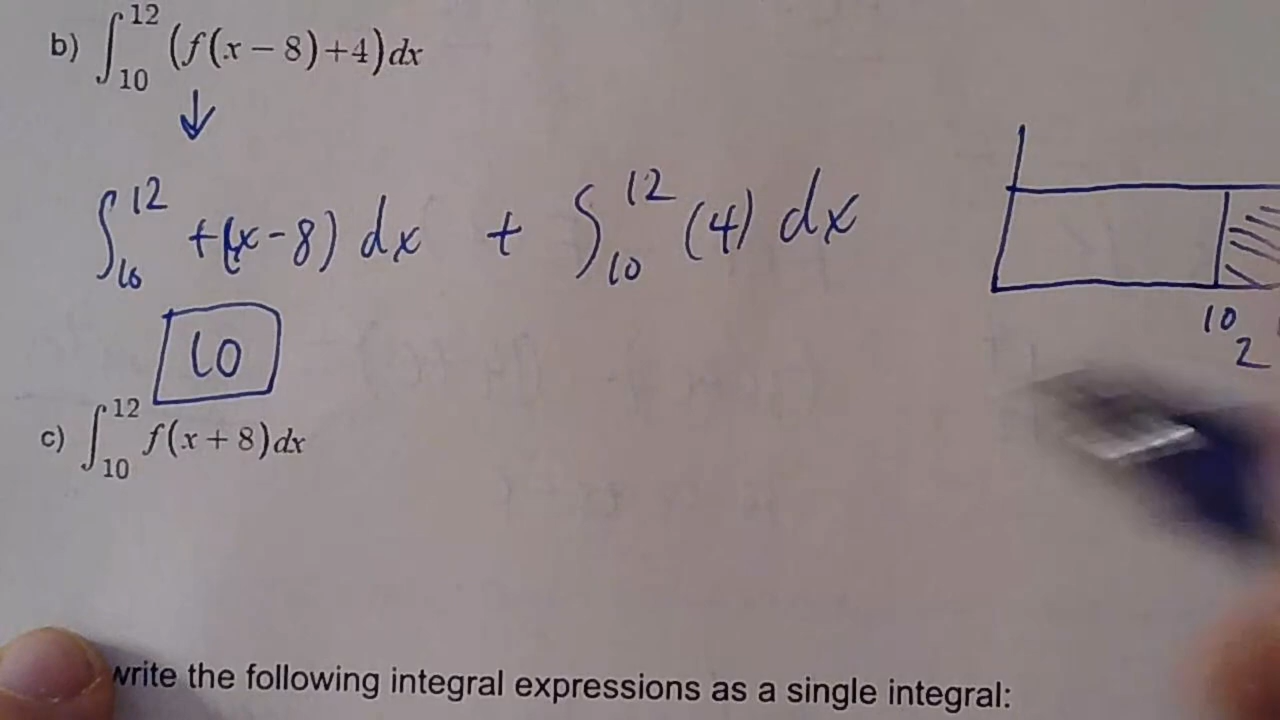 b) ∫₁₀¹² (f(x − 8)+4)dx
↓
∫₁₀¹² f(x-8) dx + ∫₁₀¹² (4) dx
10
10
2
c) ∫₁₀¹² f(x + 8)dx
write the following integral expressions as a single integral: